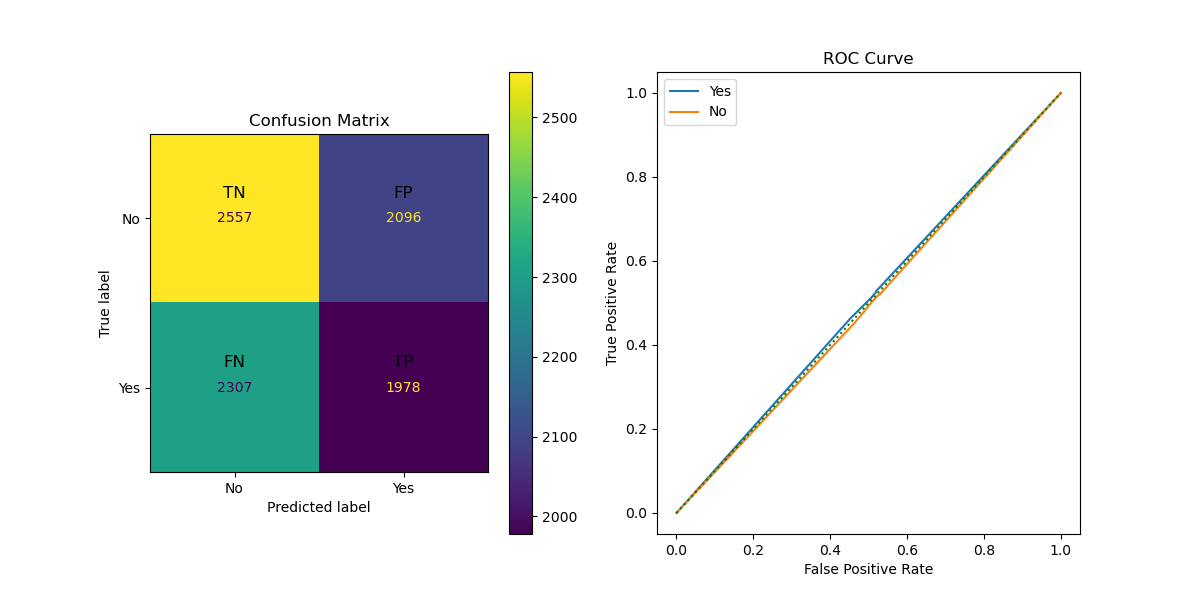 Confusion Matrix
TN
2557
FP
2096
FN
2307
TP
1978
No
Yes
True label
No
Yes
Predicted label
2500
2400
2300
2200
2100
2000
ROC Curve
Yes
No
1.0
0.8
0.6
0.4
0.2
0.0
True Positive Rate
0.0 0.2 0.4 0.6 0.8 1.0
False Positive Rate